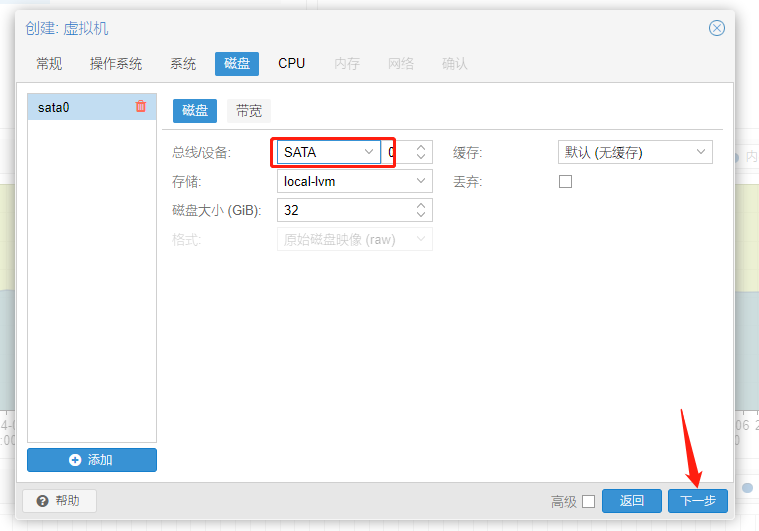 创建: 虚拟机
常规 操作系统 系统 磁盘 CPU 内存 网络 确认
sata0
磁盘 带宽
总线/设备: SATA 0 缓存: 默认 (无缓存)
存储: local-lvm 丢弃:
磁盘大小 (GiB): 32
格式: 原始磁盘映像 (raw)
添加
帮助 高级 返回 下一步